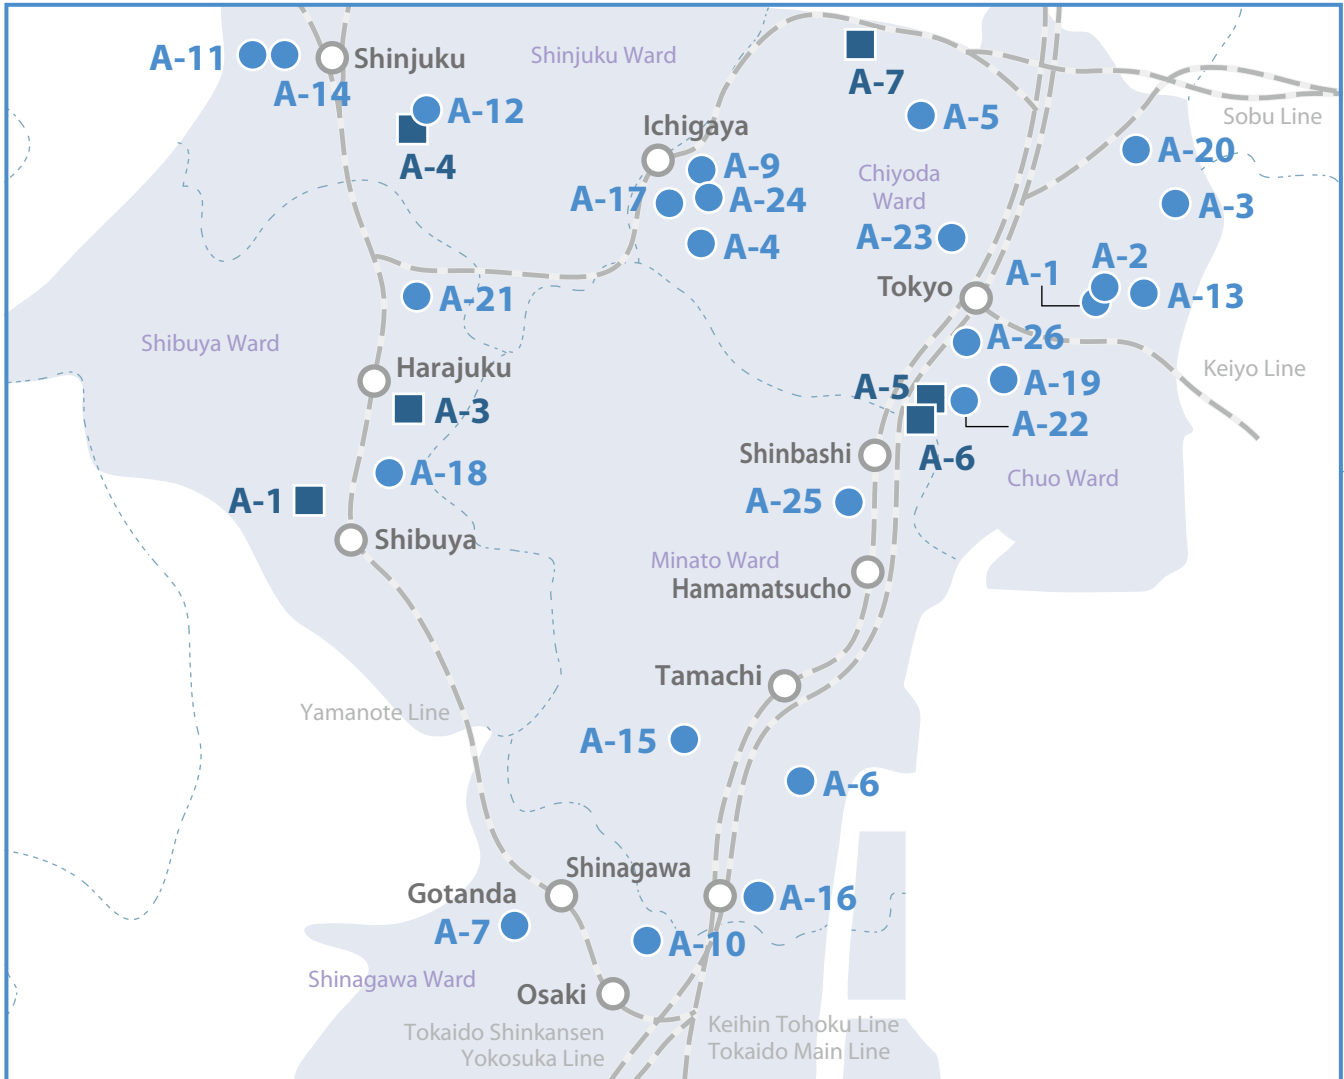 A-11
Shinjuku
Shinjuku Ward
A-7
A-14
A-12
A-5
Sobu Line
Ichigaya
A-4
A-20
A-9
Chiyoda
Ward
A-17
A-24
A-3
A-4
A-23
A-2
A-1
Tokyo
A-13
A-21
A-26
Shibuya Ward
Harajuku
Keiyo Line
A-5
A-19
A-3
A-22
Shinbashi
A-6
A-18
Chuo Ward
A-1
A-25
Shibuya
Minato Ward
Hamamatsucho
Tamachi
Yamanote Line
A-15
A-6
Shinagawa
Gotanda
A-16
A-7
A-10
Shinagawa Ward
Osaki
Tokaido Shinkansen
Yokosuka Line
Keihin Tohoku Line
Tokaido Main Line